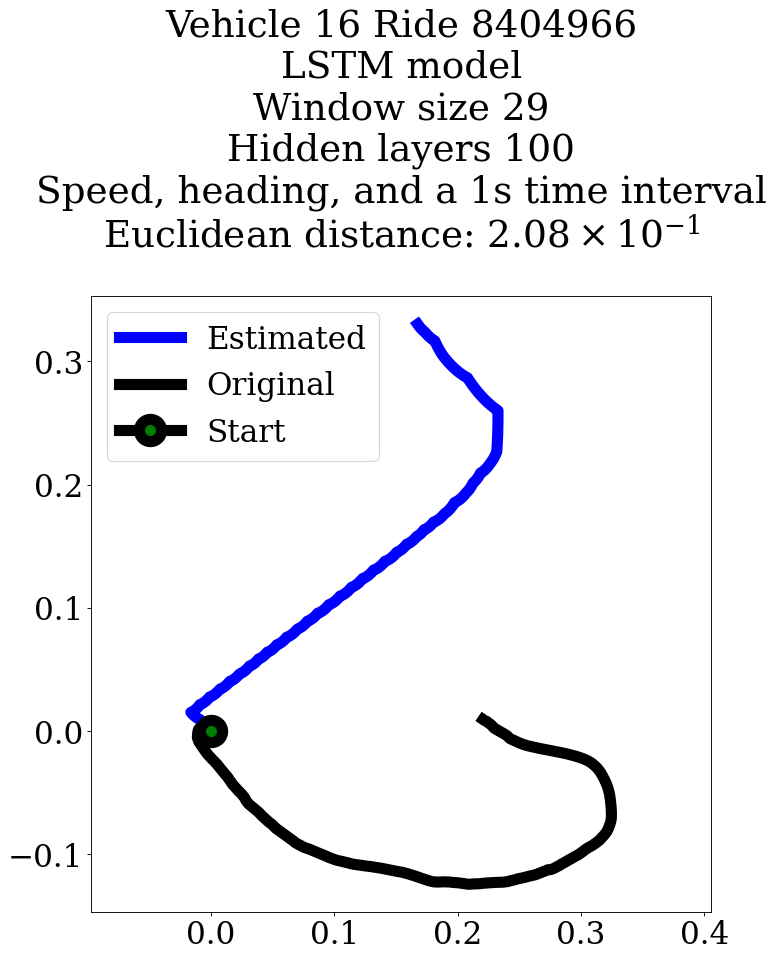 Vehicle 16 Ride 8404966
LSTM model
Window size 29
Hidden layers 100
Speed, heading, and a 1s time interval
Euclidean distance: 2.08 × 10⁻¹
Estimated
Original
Start
0.3
0.2
0.1
0.0
−0.1
0.0 0.1 0.2 0.3 0.4